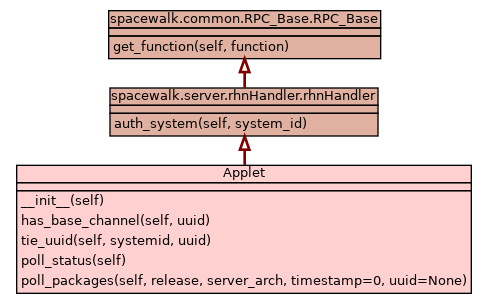 spacewalk.common.RPC_Base.RPC_Base
get_function(self, function)
spacewalk.server.rhnHandler.rhnHandler
auth_system(self, system_id)
Applet
__init__(self)
has_base_channel(self, uuid)
tie_uuid(self, systemid, uuid)
poll_status(self)
poll_packages(self, release, server_arch, timestamp=0, uuid=None)